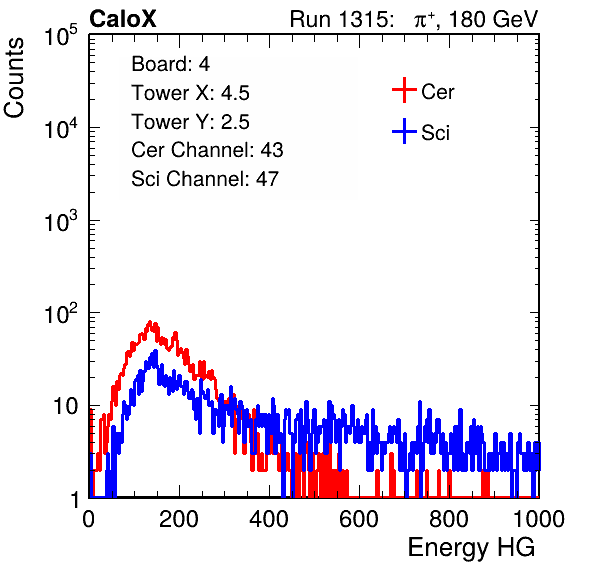 CaloX Run 1315: π⁺, 180 GeV
Counts
10⁵
10⁴
10³
10²
10
1
Board: 4
Tower X: 4.5
Tower Y: 2.5
Cer Channel: 43
Sci Channel: 47
Cer
Sci
0 200 400 600 800 1000
Energy HG